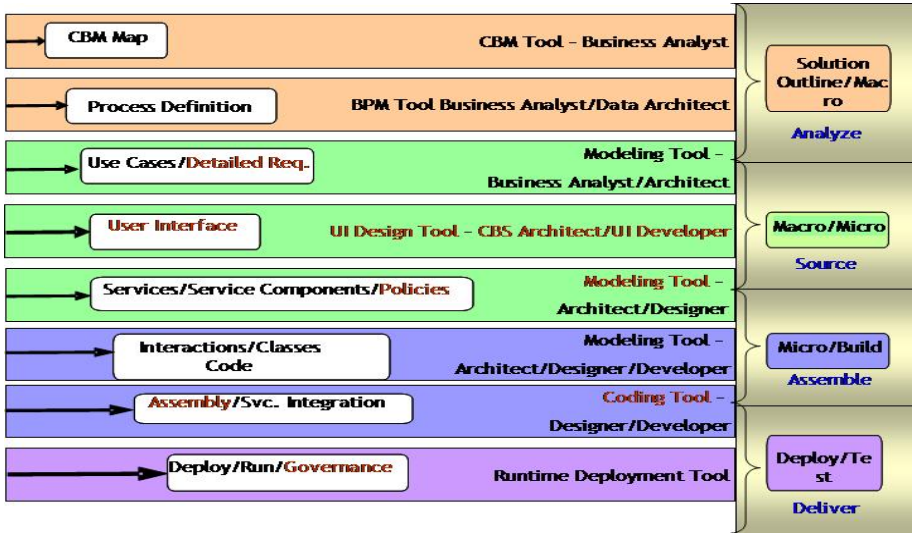 CBM Map
CBM Tool - Business Analyst
Process Definition
BPM Tool Business Analyst/Data Architect
Use Cases/Detailed Req.
Modeling Tool -
Business Analyst/Architect
User Interface
UI Design Tool - CBS Architect/UI Developer
Services/Service Components/Policies
Modeling Tool -
Architect/Designer
Interactions/Classes
Code
Modeling Tool -
Architect/Designer/Developer
Assembly/Svc. Integration
Coding Tool -
Designer/Developer
Deploy/Run/Governance
Runtime Deployment Tool
Solution
Outline/Mac
ro
Analyze
Macro/Micro
Source
Micro/Build
Assemble
Deploy/Te
st
Deliver